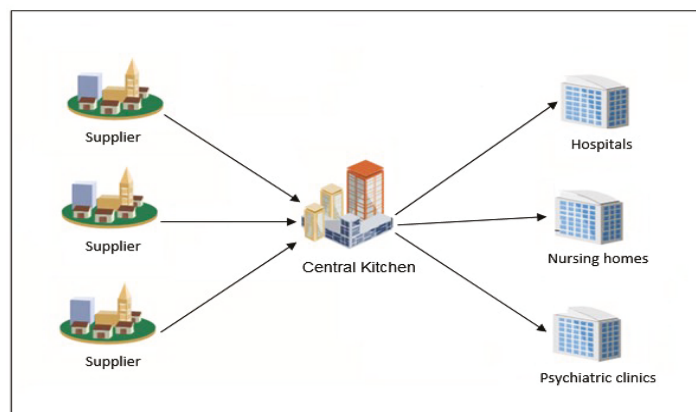 Supplier
Supplier
Supplier
Central Kitchen
Hospitals
Nursing homes
Psychiatric clinics